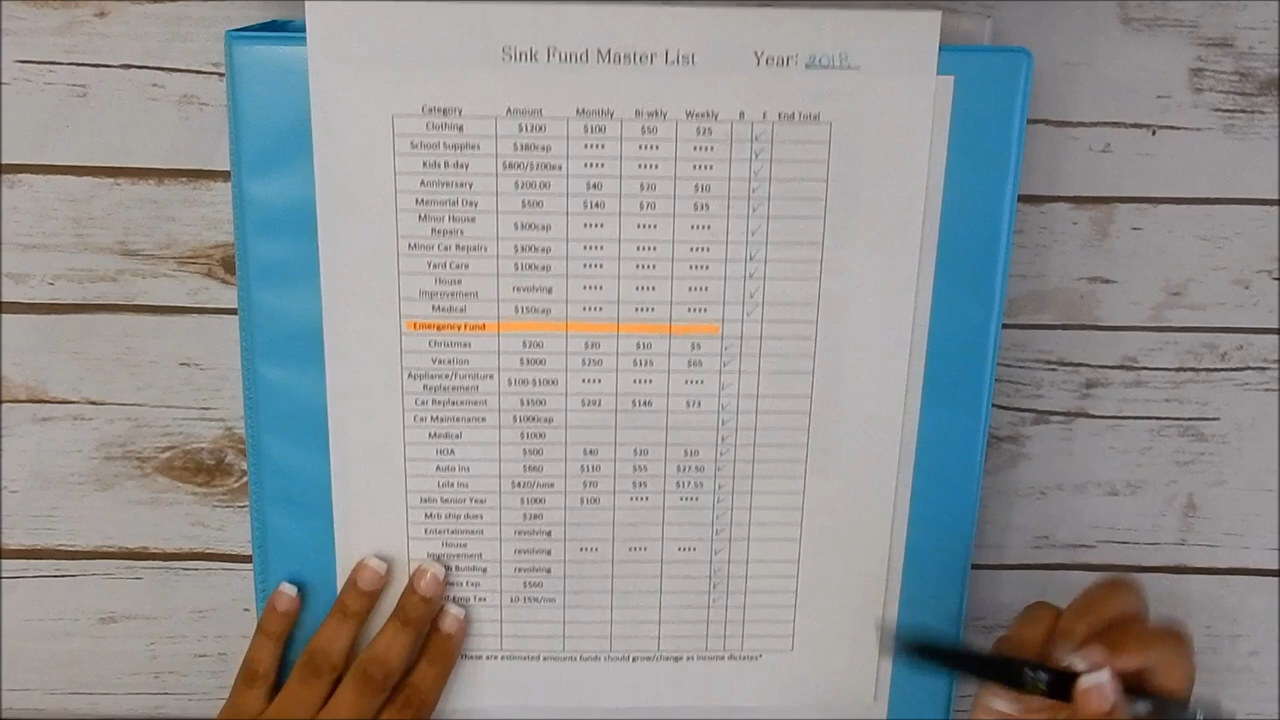 Sink Fund Master List Year: 2018
Category Amount Monthly Bi-wkly Weekly B E End Total
Clothing $1200 $100 $50 $25 ✓
School Supplies $380cap **** **** **** ✓
Kids B-day $800/$200ea **** **** **** ✓
Anniversary $200.00 $40 $20 $10 ✓
Memorial Day $500 $140 $70 $35 ✓
Minor House
Repairs $300cap **** **** **** ✓
Minor Car Repairs $300cap **** **** **** ✓
Yard Care $100cap **** **** **** ✓
House
Improvement revolving **** **** **** ✓
Medical $150cap **** **** **** ✓
Emergency Fund
Christmas $200 $20 $10 $5 ✓
Vacation $3000 $250 $125 $65 ✓
Appliance/Furniture
Replacement $100-$1000 **** **** **** ✓
Car Replacement $3500 $292 $146 $73 ✓
Car Maintenance $1000cap ✓
Medical $1000 ✓
HOA $500 $40 $20 $10 ✓
Auto Ins $660 $110 $55 $27.50 ✓
Lola Ins $420/June $70 $35 ✓
Senior Year $1000 $100 **** **** ✓
ship dues $280 ✓
Entertainment revolving ✓
House
Improvement revolving **** **** **** ✓
Building revolving ✓
Exp. $560 ✓
Emp Tax 10-15%/mo ✓
These are estimated amounts funds should grow/change as income dictates*